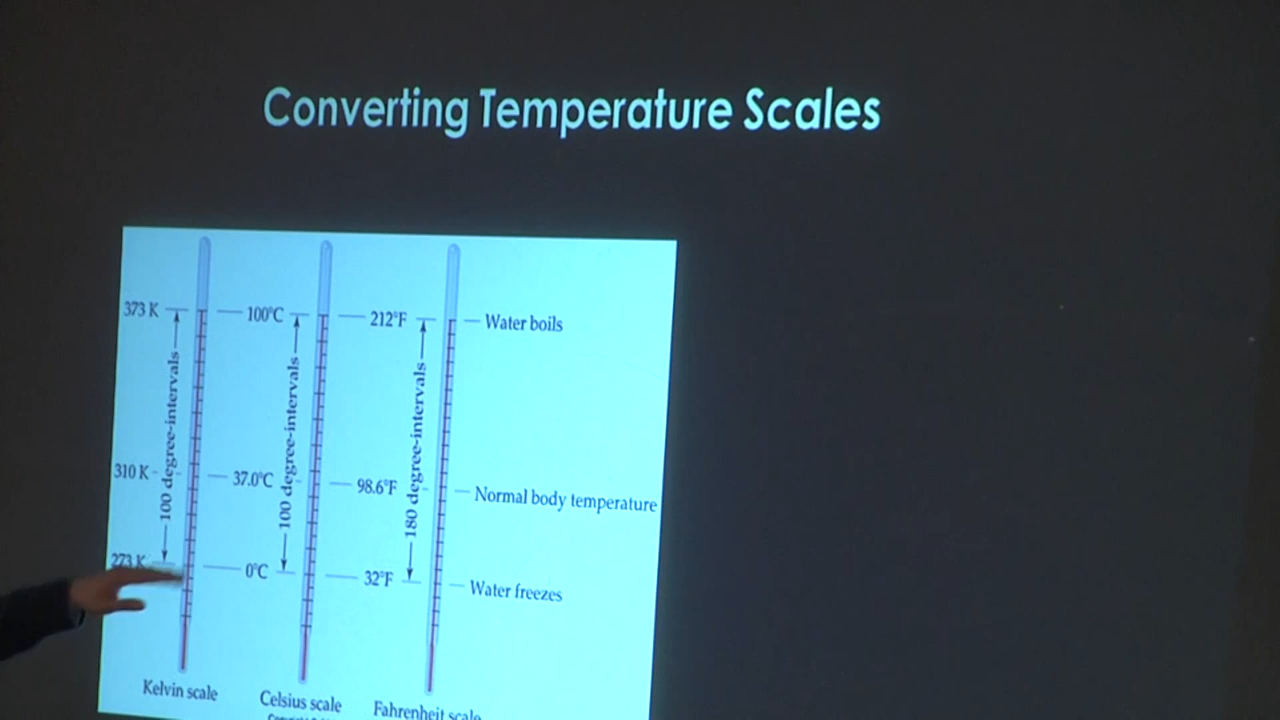 Converting Temperature Scales
373 K
100°C
212°F
Water boils
100 degree-intervals
100 degree-intervals
180 degree-intervals
310 K
37.0°C
98.6°F
Normal body temperature
273 K
0°C
32°F
Water freezes
Kelvin scale
Celsius scale
Fahrenheit scale